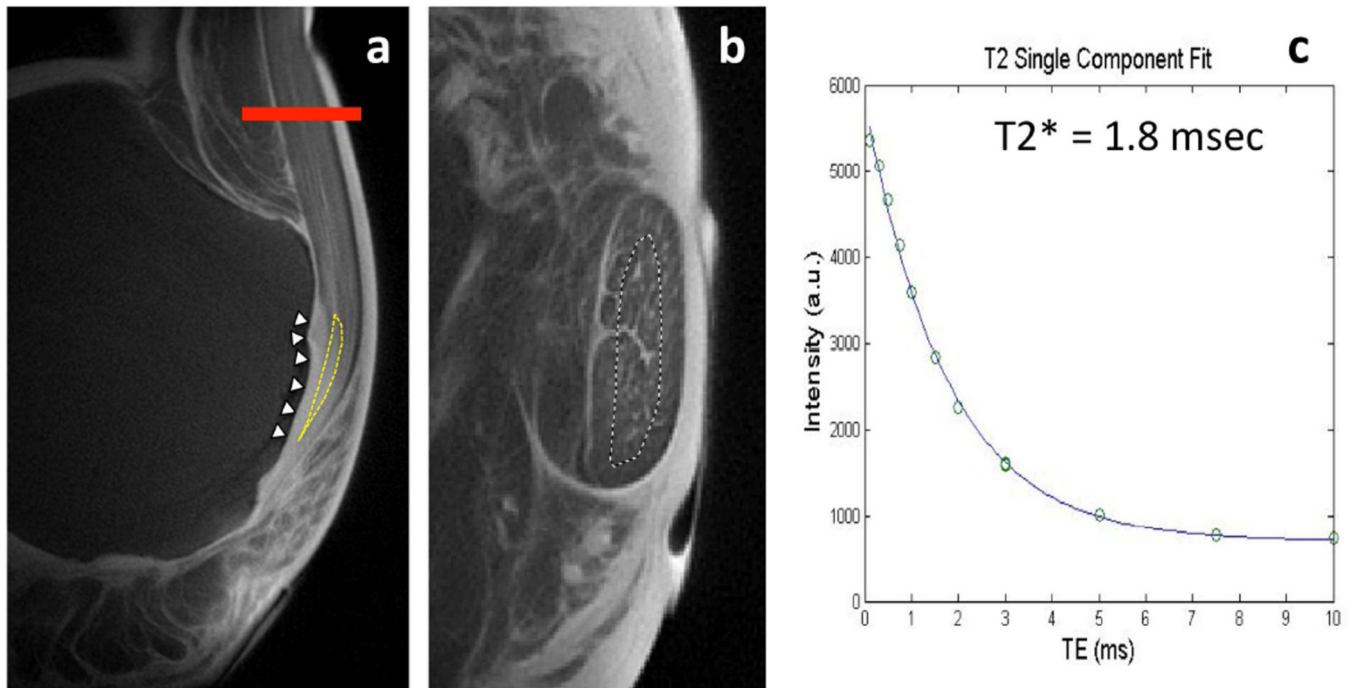 a
b
c
T2 Single Component Fit
T2* = 1.8 msec
Intensity (a.u.)
6000
5000
4000
3000
2000
1000
0
0 1 2 3 4 5 6 7 8 9 10
TE (ms)